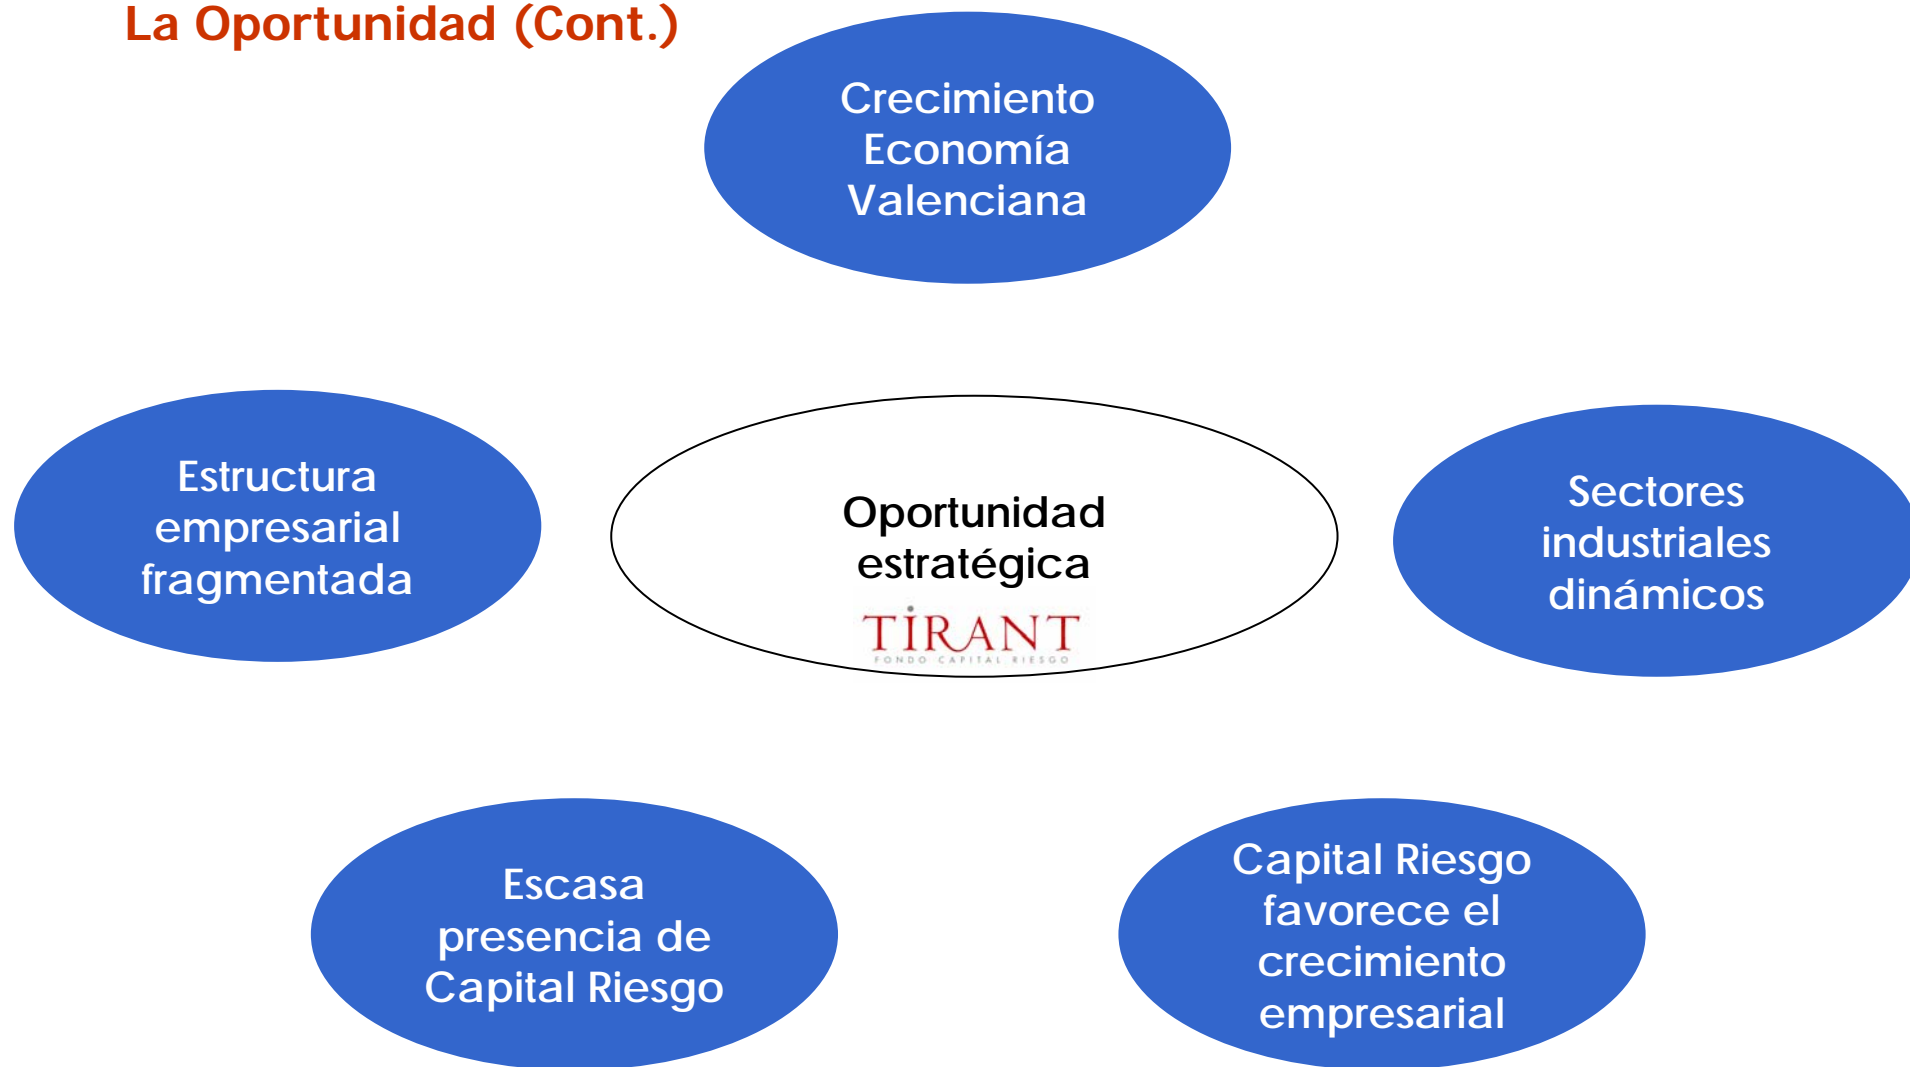 La Oportunidad (Cont.)
Crecimiento
Economía
Valenciana
Estructura
empresarial
fragmentada
Oportunidad
estratégica
TIRANT
FONDO CAPITAL RIESGO
Sectores
industriales
dinámicos
Escasa
presencia de
Capital Riesgo
Capital Riesgo
favorece el
crecimiento
empresarial